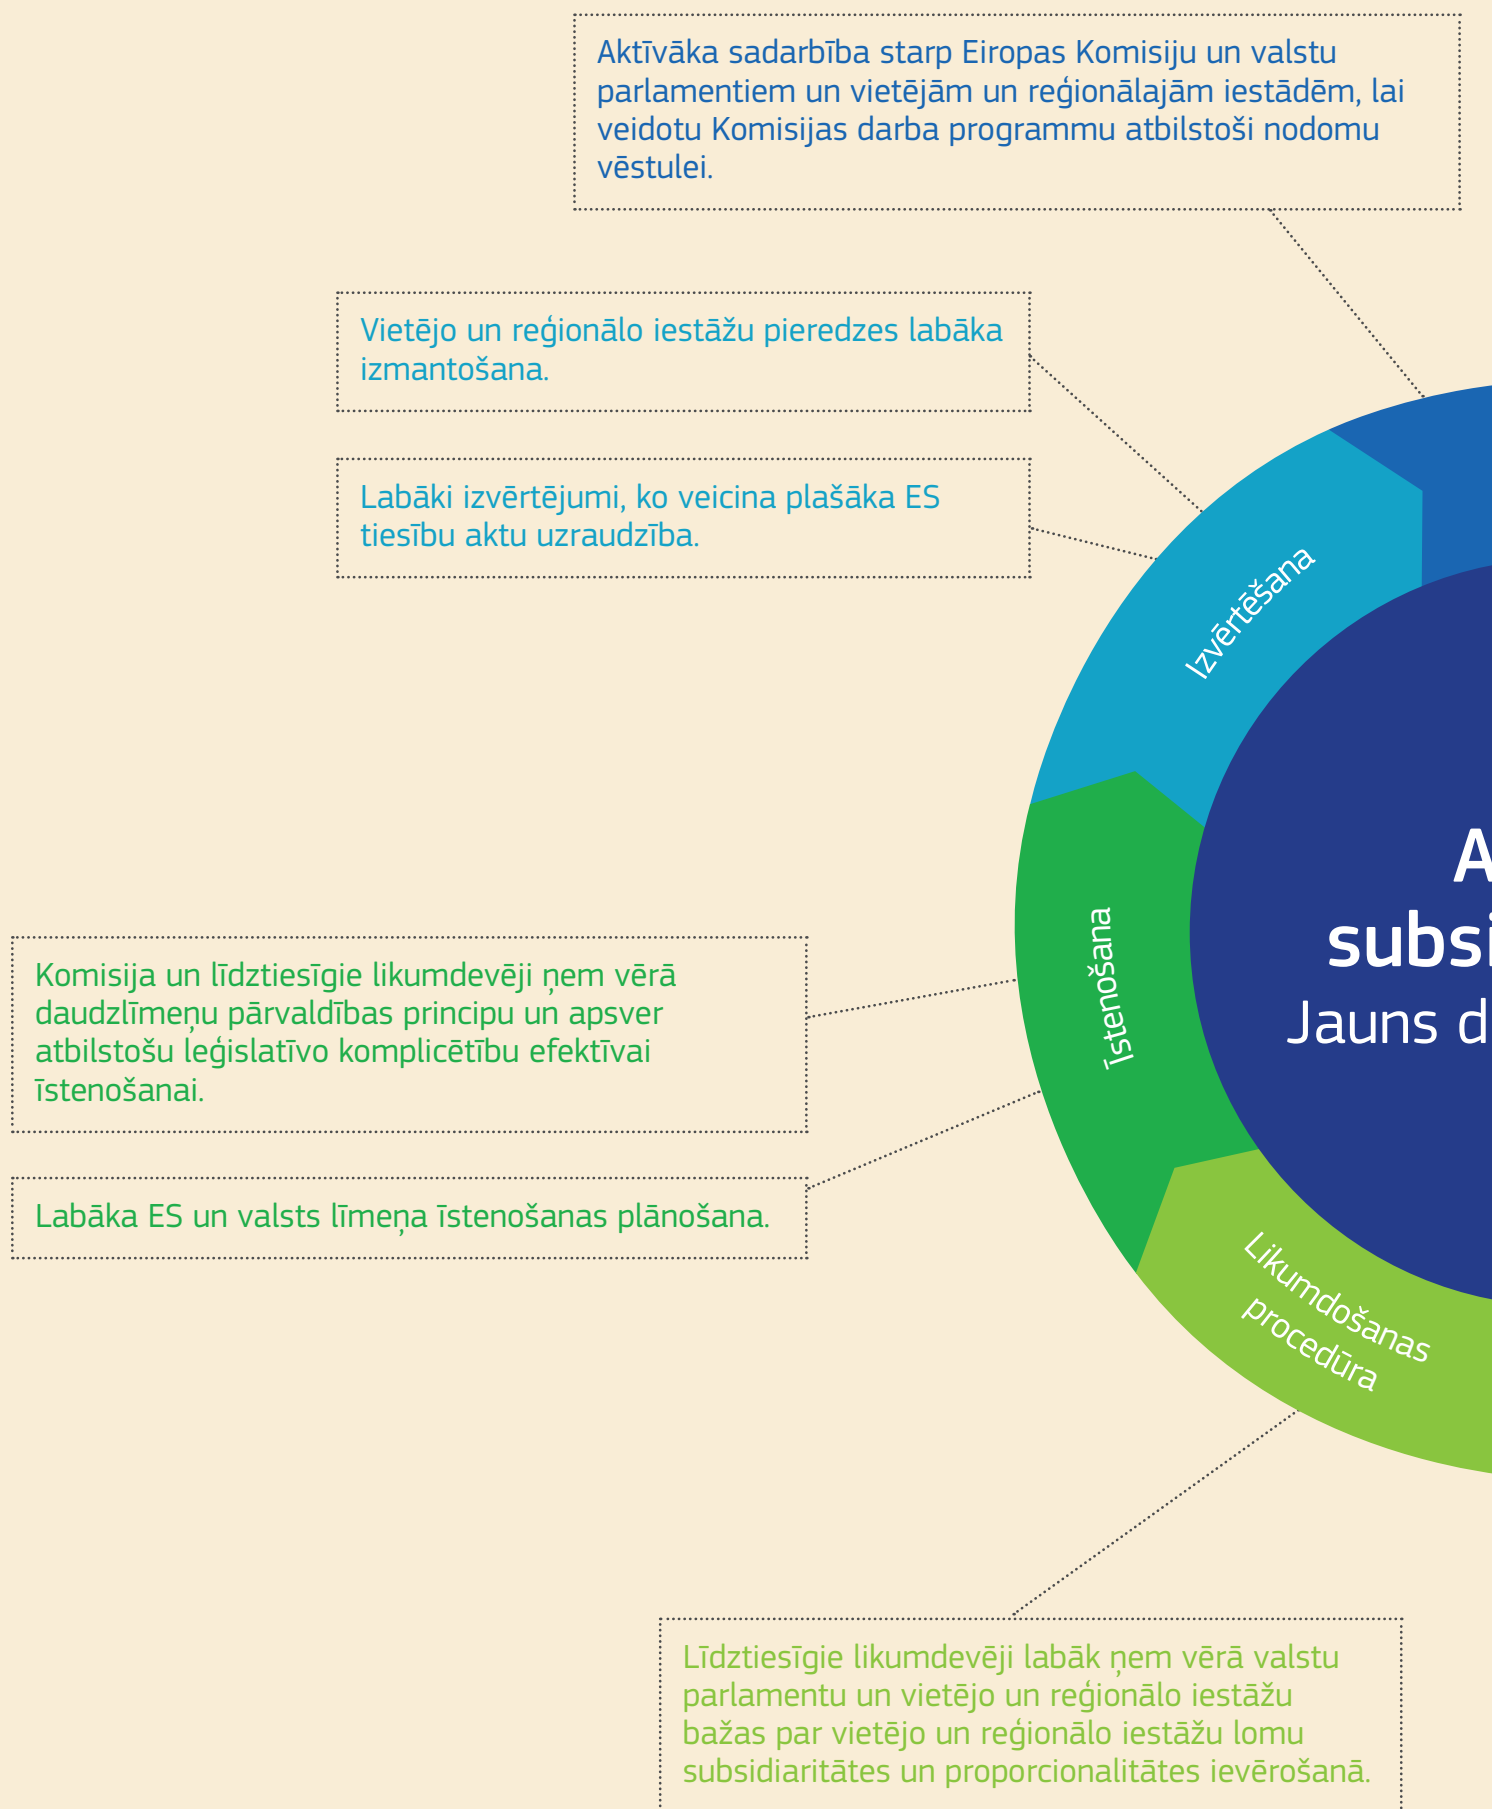 Aktīvāka sadarbība starp Eiropas Komisiju un valstu
parlamentiem un vietējām un reģionālajām iestādēm, lai
veidotu Komisijas darba programmu atbilstoši nodomu
vēstulei.
Vietējo un reģionālo iestāžu pieredzes labāka
izmantošana.
Labāki izvērtējumi, ko veicina plašāka ES
tiesību aktu uzraudzība.
Izvērtēšana
A
subsi
Jauns d
Īstenošana
Komisija un līdztiesīgie likumdevēji ņem vērā
daudzlīmeņu pārvaldības principu un apsver
atbilstošu leģislatīvo komplicētību efektīvai
īstenošanai.
Labāka ES un valsts līmeņa īstenošanas plānošana.
Likumdošanas
procedūra
Līdztiesīgie likumdevēji labāk ņem vērā valstu
parlamentu un vietējo un reģionālo iestāžu
bažas par vietējo un reģionālo iestāžu lomu
subsidiaritātes un proporcionalitātes ievērošanā.